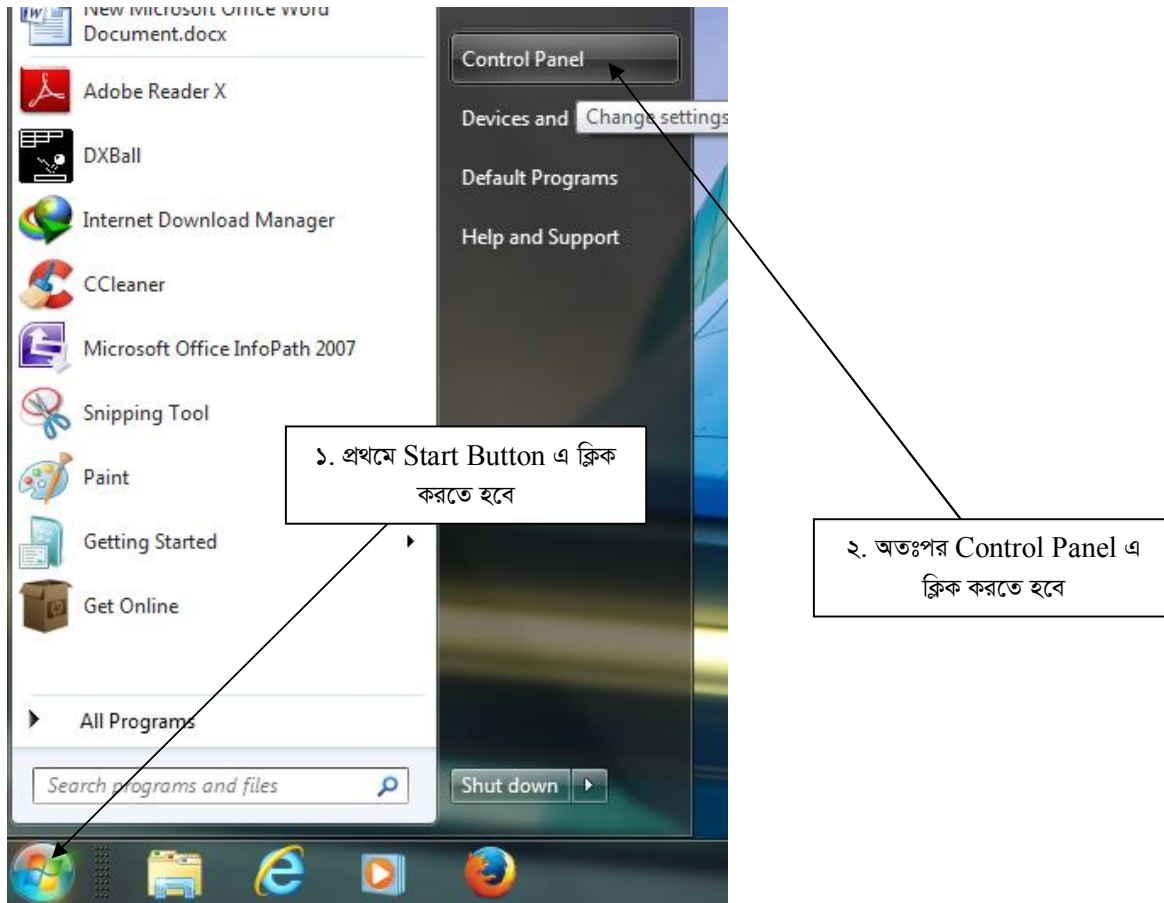 New Microsoft Office Word
Document.docx
Adobe Reader X
DXBall
Internet Download Manager
CCleaner
Microsoft Office InfoPath 2007
Snipping Tool
Paint
Getting Started
Get Online
All Programs
Search programs and files
Control Panel
Devices and
Change settings
Default Programs
Help and Support
Shut down
১. প্রথমে Start Button এ ক্লিক
করতে হবে
২. অতঃপর Control Panel এ
ক্লিক করতে হবে